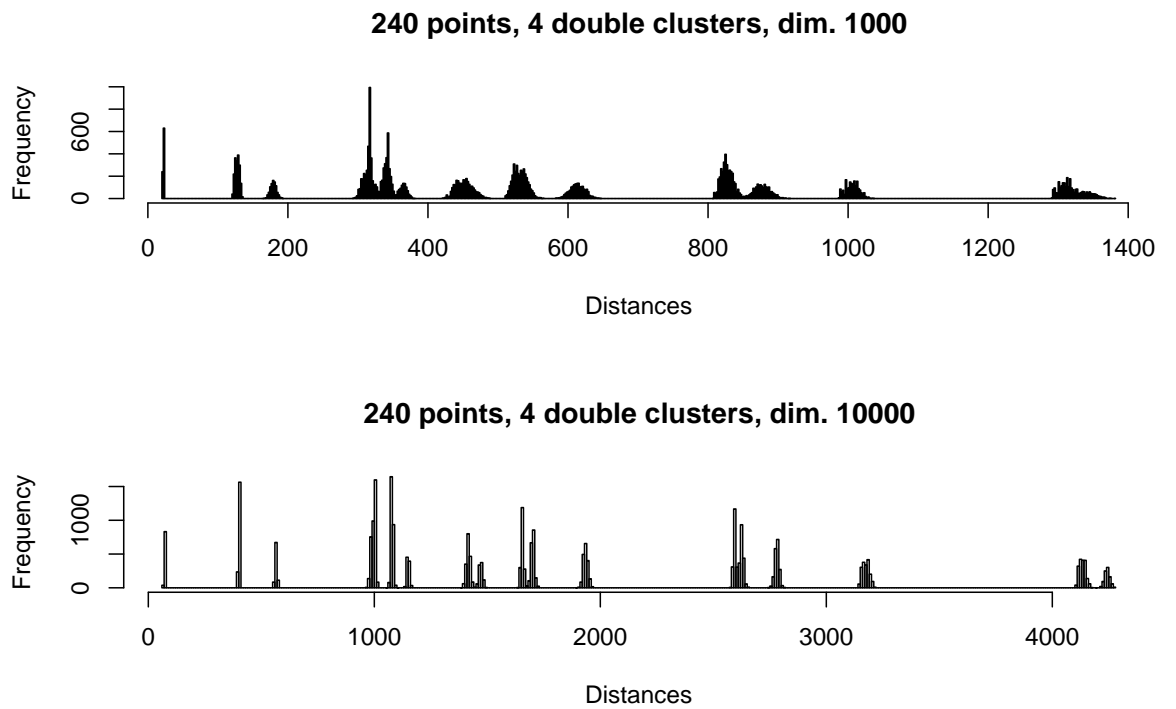 240 points, 4 double clusters, dim. 1000
Frequency
600
0
0 200 400 600 800 1000 1200 1400
Distances
240 points, 4 double clusters, dim. 10000
Frequency
1000
0
0 1000 2000 3000 4000
Distances